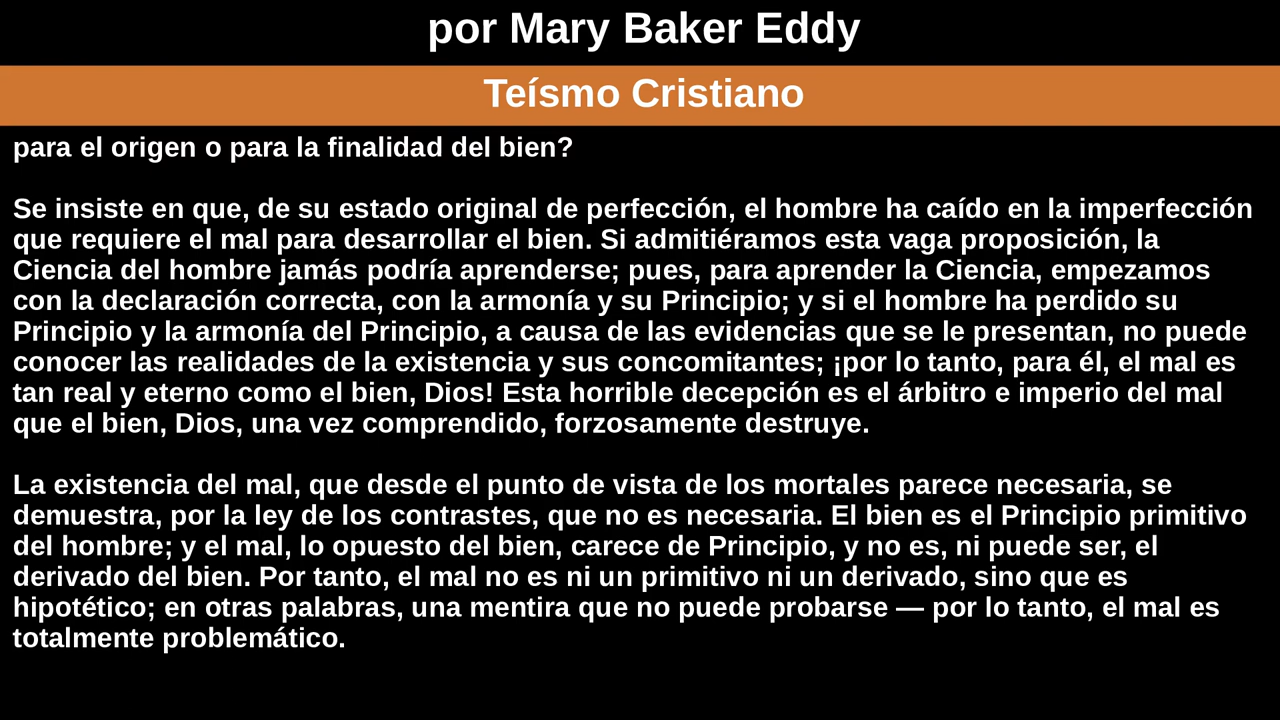 por Mary Baker Eddy
Teísmo Cristiano
para el origen o para la finalidad del bien?
Se insiste en que, de su estado original de perfección, el hombre ha caído en la imperfección
que requiere el mal para desarrollar el bien. Si admitiéramos esta vaga proposición, la
Ciencia del hombre jamás podría aprenderse; pues, para aprender la Ciencia, empezamos
con la declaración correcta, con la armonía y su Principio; y si el hombre ha perdido su
Principio y la armonía del Principio, a causa de las evidencias que se le presentan, no puede
conocer las realidades de la existencia y sus concomitantes; ¡por lo tanto, para él, el mal es
tan real y eterno como el bien, Dios! Esta horrible decepción es el árbitro e imperio del mal
que el bien, Dios, una vez comprendido, forzosamente destruye.
La existencia del mal, que desde el punto de vista de los mortales parece necesaria, se
demuestra, por la ley de los contrastes, que no es necesaria. El bien es el Principio primitivo
del hombre; y el mal, lo opuesto del bien, carece de Principio, y no es, ni puede ser, el
derivado del bien. Por tanto, el mal no es ni un primitivo ni un derivado, sino que es
hipotético; en otras palabras, una mentira que no puede probarse — por lo tanto, el mal es
totalmente problemático.